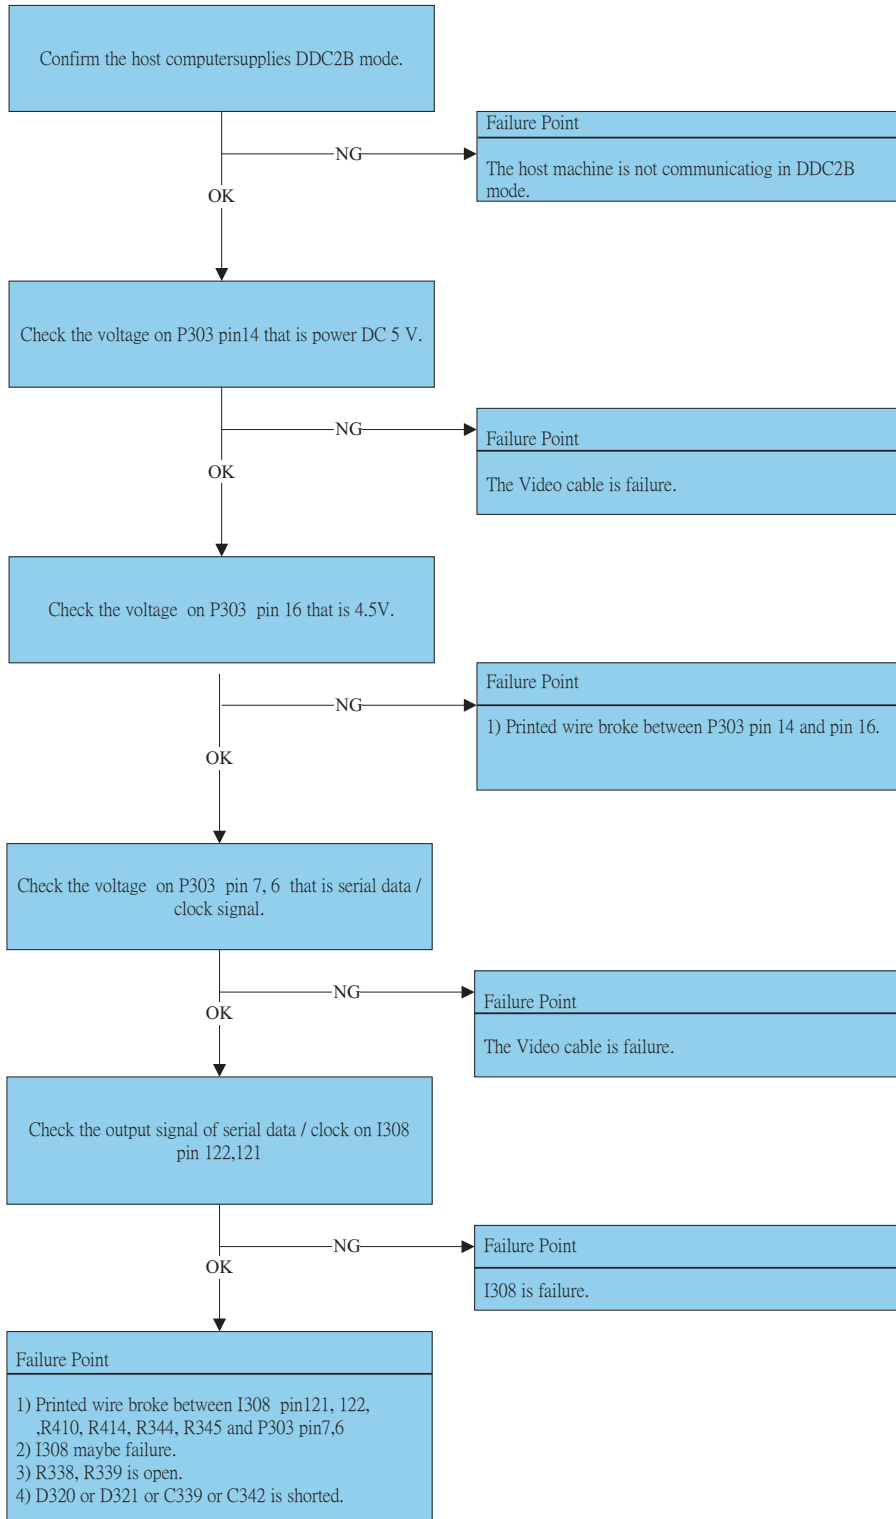 Confirm the host computersupplies DDC2B mode.
NG
Failure Point
The host machine is not communicatiog in DDC2B
mode.
OK
Check the voltage on P303 pin14 that is power DC 5 V.
NG
Failure Point
The Video cable is failure.
OK
Check the voltage on P303 pin 16 that is 4.5V.
NG
Failure Point
1) Printed wire broke between P303 pin 14 and pin 16.
OK
Check the voltage on P303 pin 7, 6 that is serial data /
clock signal.
NG
Failure Point
The Video cable is failure.
OK
Check the output signal of serial data / clock on I308
pin 122,121
NG
Failure Point
I308 is failure.
OK
Failure Point
1) Printed wire broke between I308 pin121, 122,
,R410, R414, R344, R345 and P303 pin7,6
2) I308 maybe failure.
3) R338, R339 is open.
4) D320 or D321 or C339 or C342 is shorted.